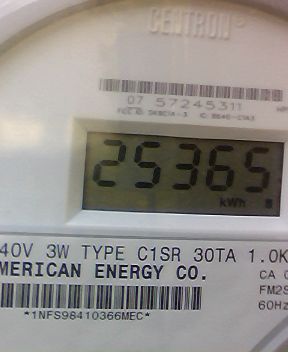 CENTRON®
07 57245311
25365
kWh
40V 3W TYPE C1SR 30TA 1.0K
MERICAN ENERGY CO.
CA
FM2S
60Hz
*1NFS98410366MEC*